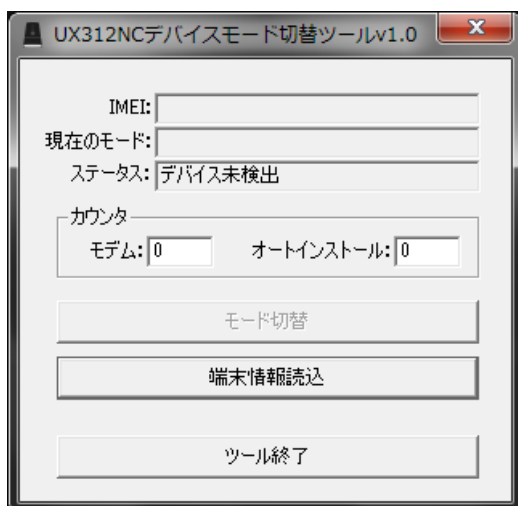 UX312NCデバイスモード切替ツールv1.0
IMEI:
現在のモード:
ステータス: デバイス未検出
カウンタ
モデム: 0 オートインストール: 0
モード切替
端末情報読込
ツール終了